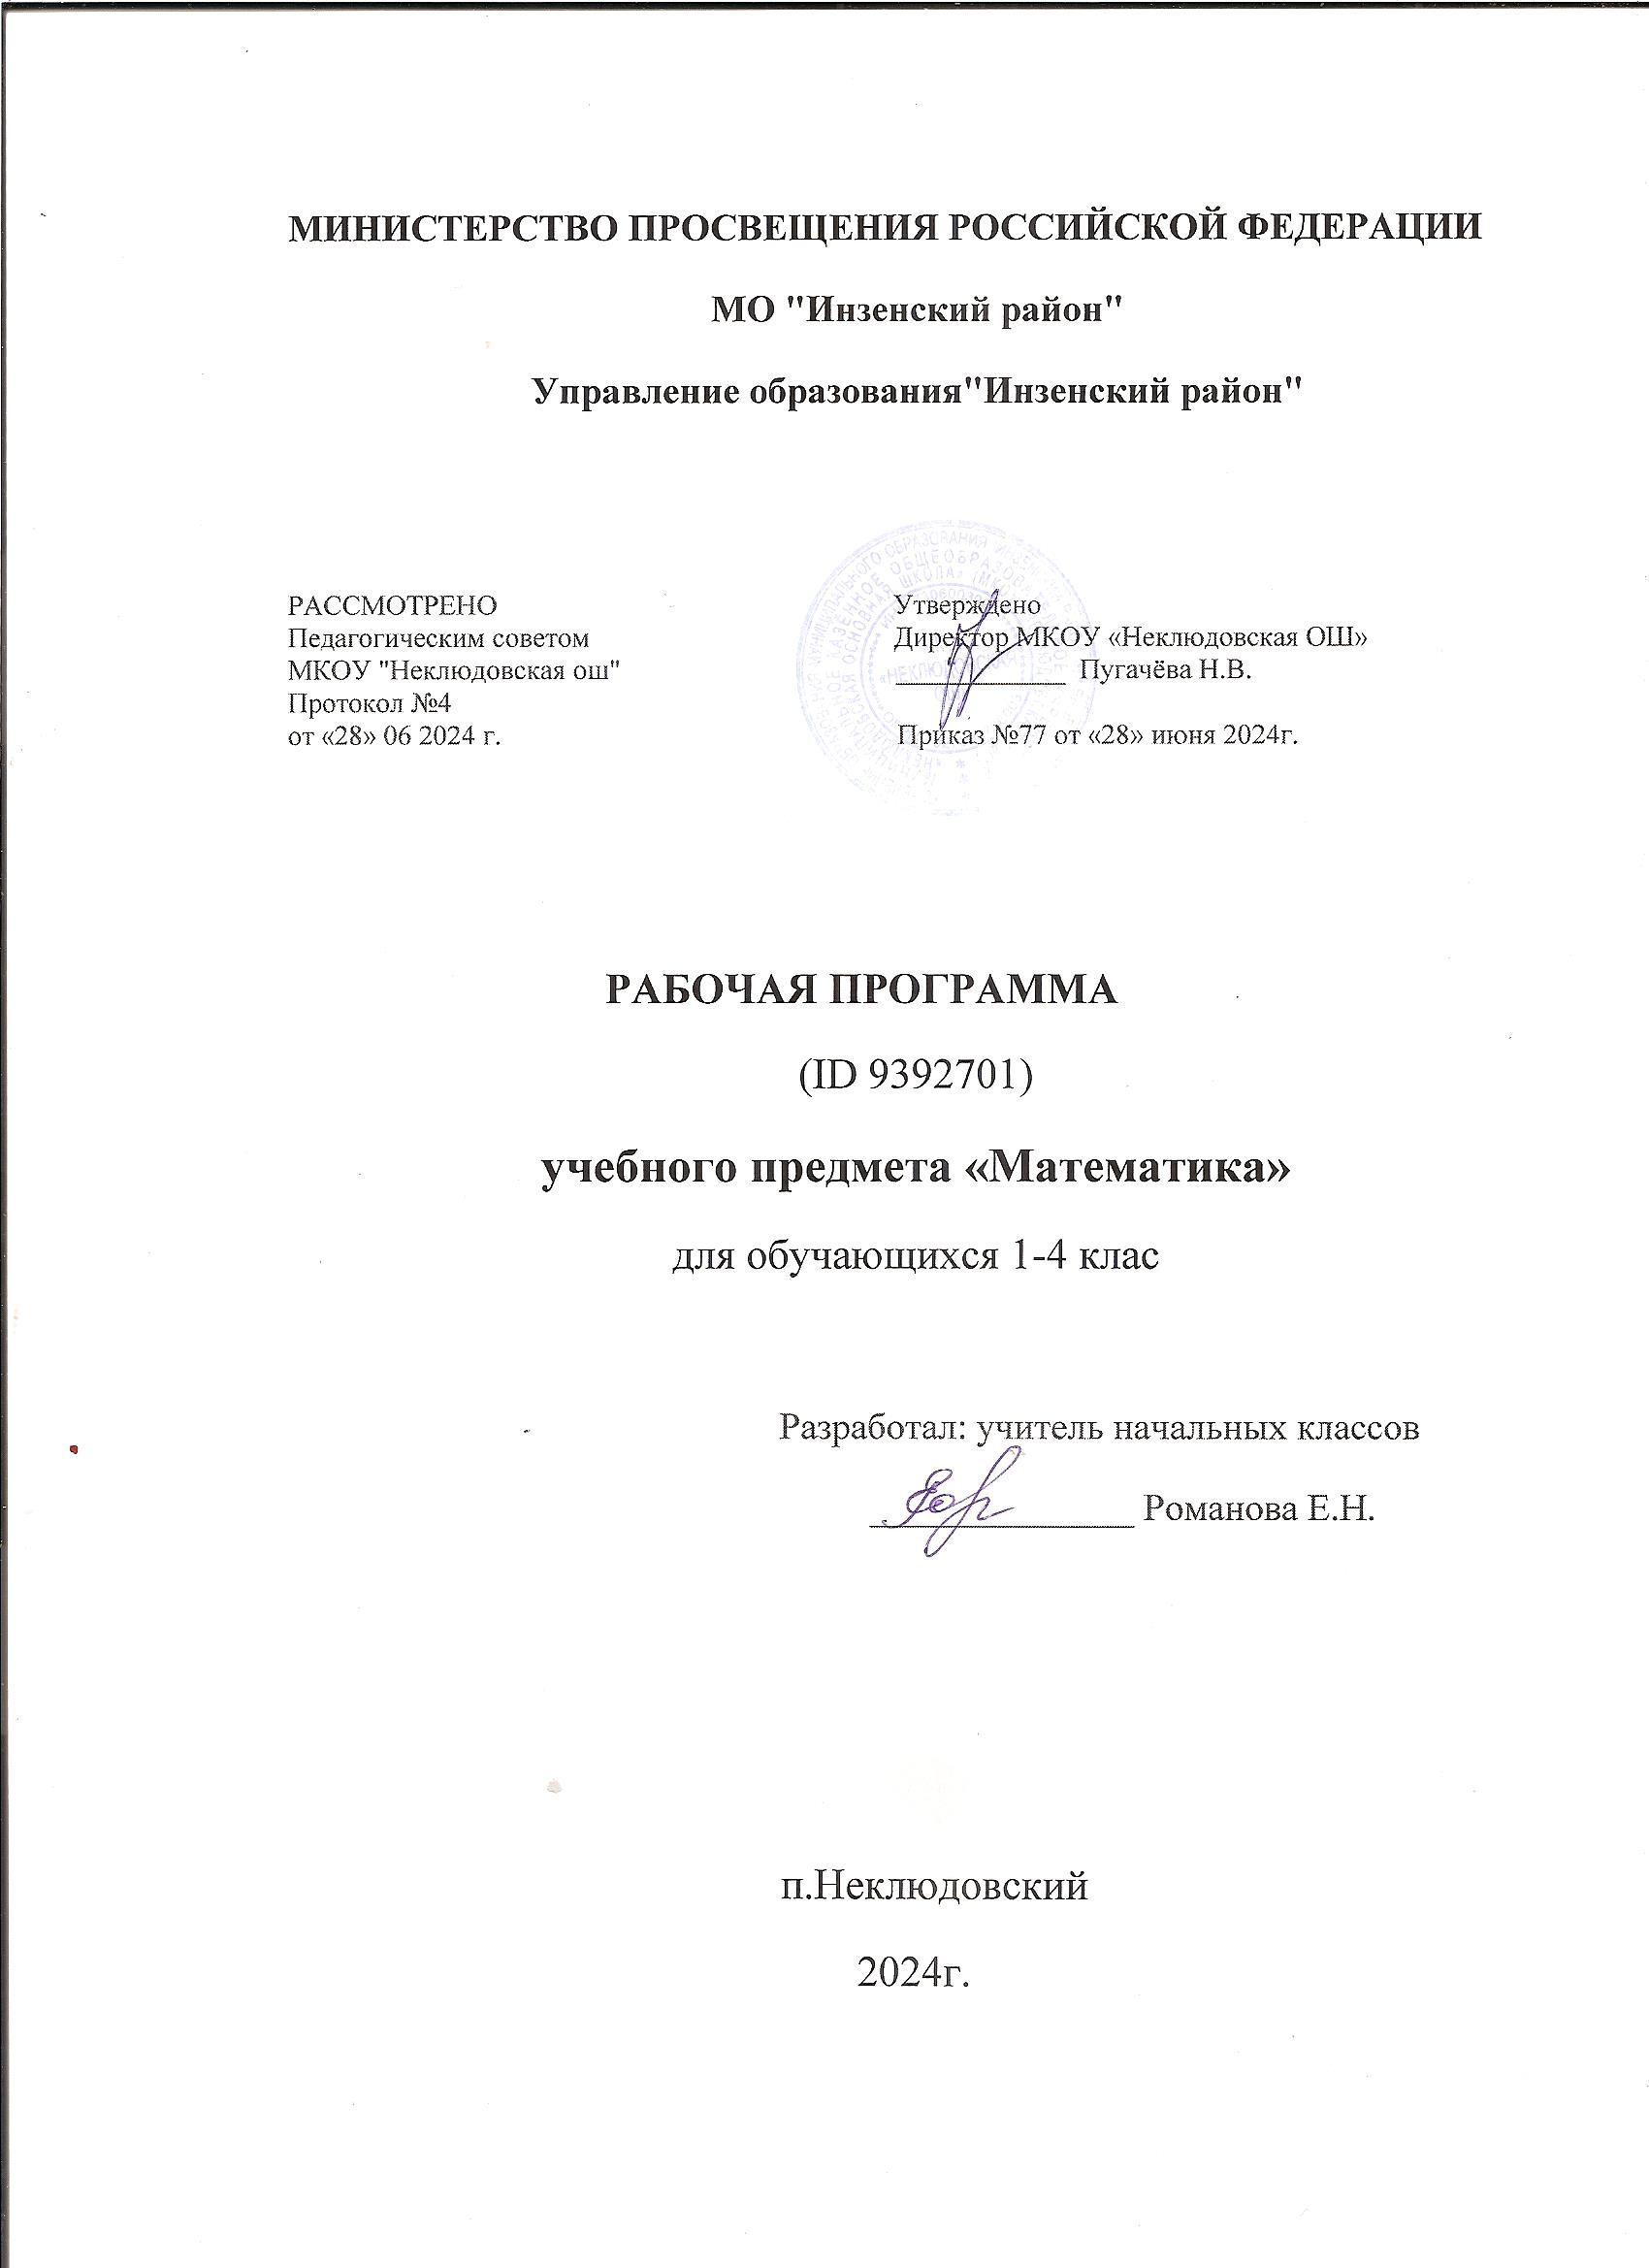 МИНИСТЕРСТВО ПРОСВЕЩЕНИЯ РОССИЙСКОЙ ФЕДЕРАЦИИ
МО "Инзенский район"
Управление образования"Инзенский район"
РАССМОТРЕНО
Педагогическим советом
МКОУ "Неклюдовская ош"
Протокол №4
от «28» 06 2024 г.
Утверждено
Директор МКОУ «Неклюдовская ОШ»
Пугачёва Н.В.
Приказ №77 от «28» июня 2024г.
РАБОЧАЯ ПРОГРАММА
(ID 9392701)
учебного предмета «Математика»
для обучающихся 1-4 клас
Разработал: учитель начальных классов
Романова Е.Н.
п.Неклюдовский
2024г.